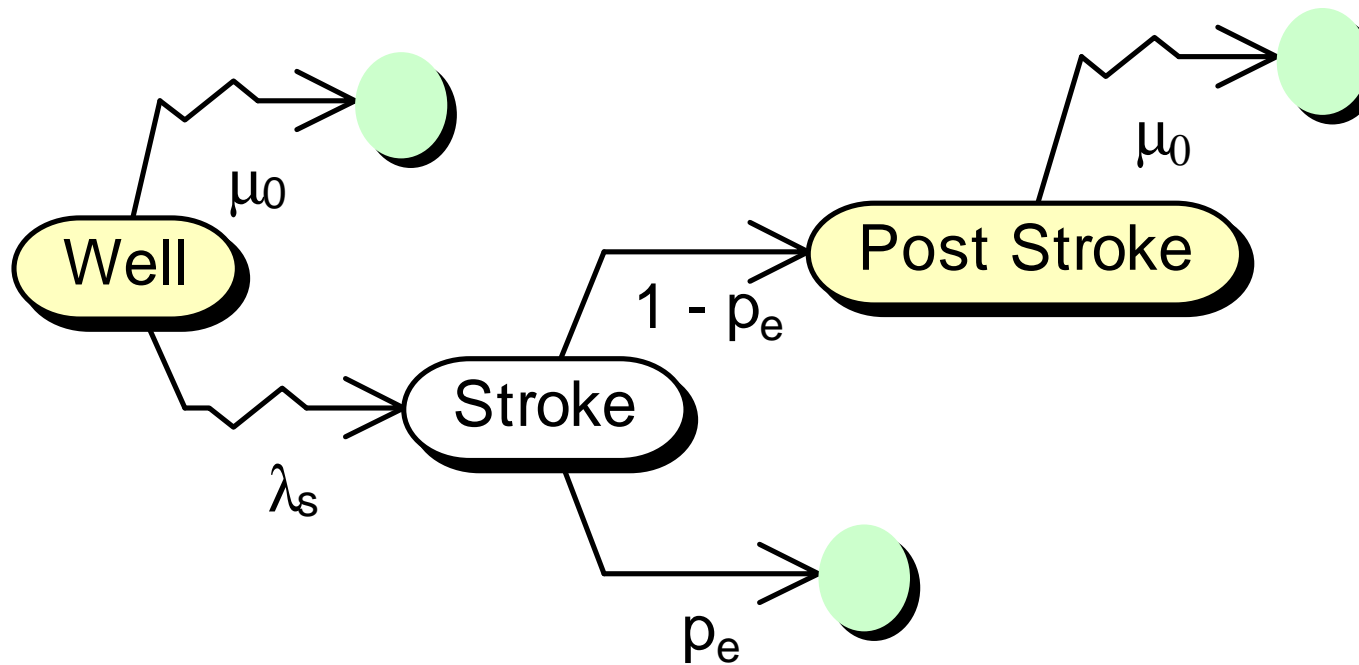 μ₀
μ₀
Well
Post Stroke
1 - pₑ
Stroke
λₛ
pₑ